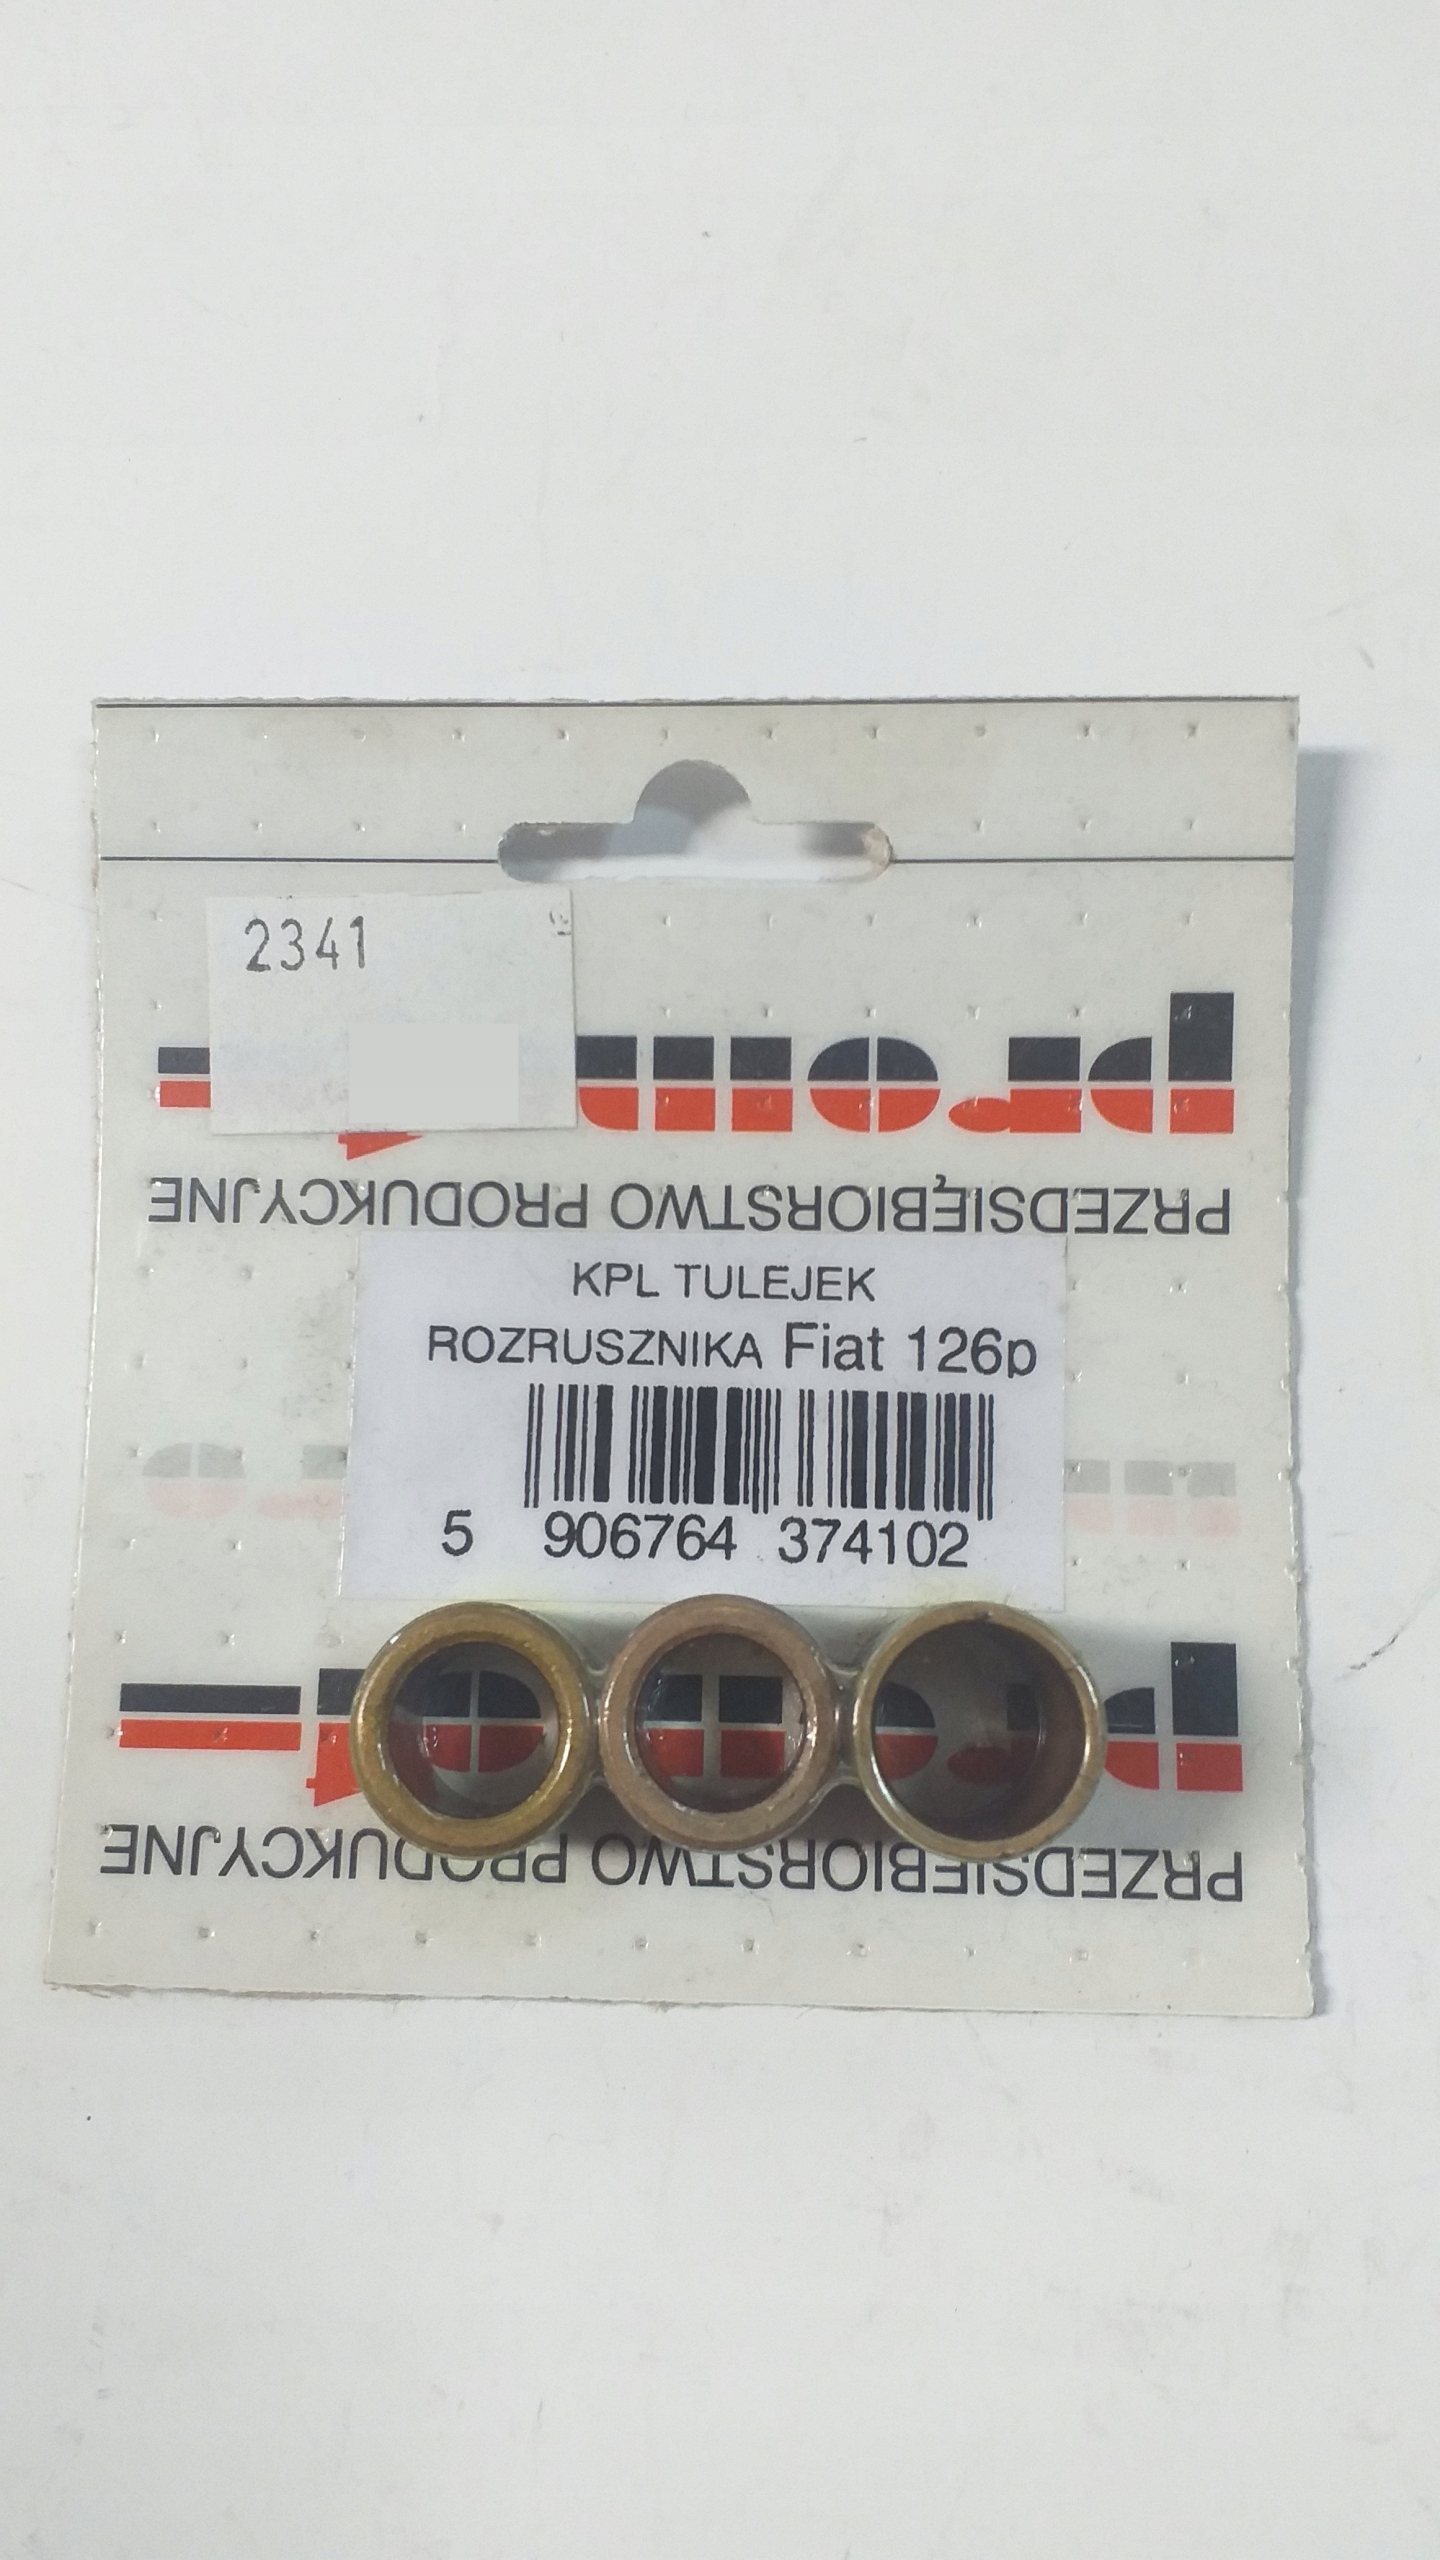 2341
PRZEDSIĘBIORSTWO PRODUKCYJNE
KPL TULEJEK
ROZRUSZNIKA Fiat 126p
5 906764 374102
PRZEDSIĘBIORSTWO PRODUKCYJNE